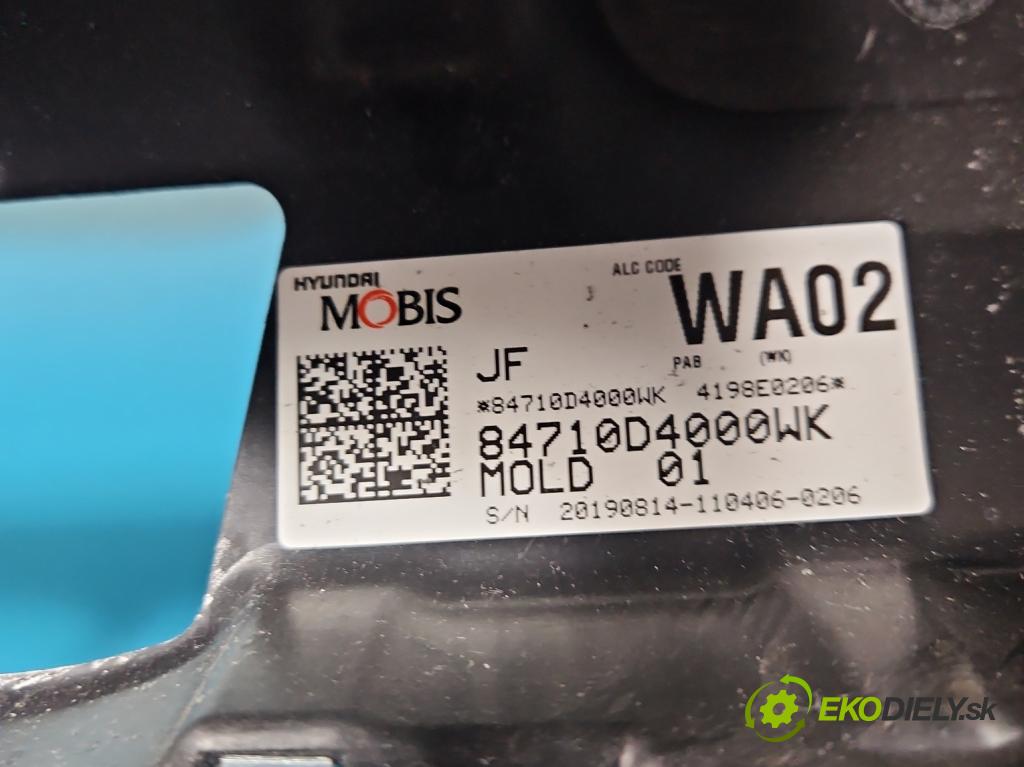 HYUNDAI
MOBIS
ALC CODE
WA02
JF
PAB (WK)
*84710D4000WK 4198E0206*
84710D4000WK
MOLD 01
S/N 20190814-110406-0206
EKODIELY.sk